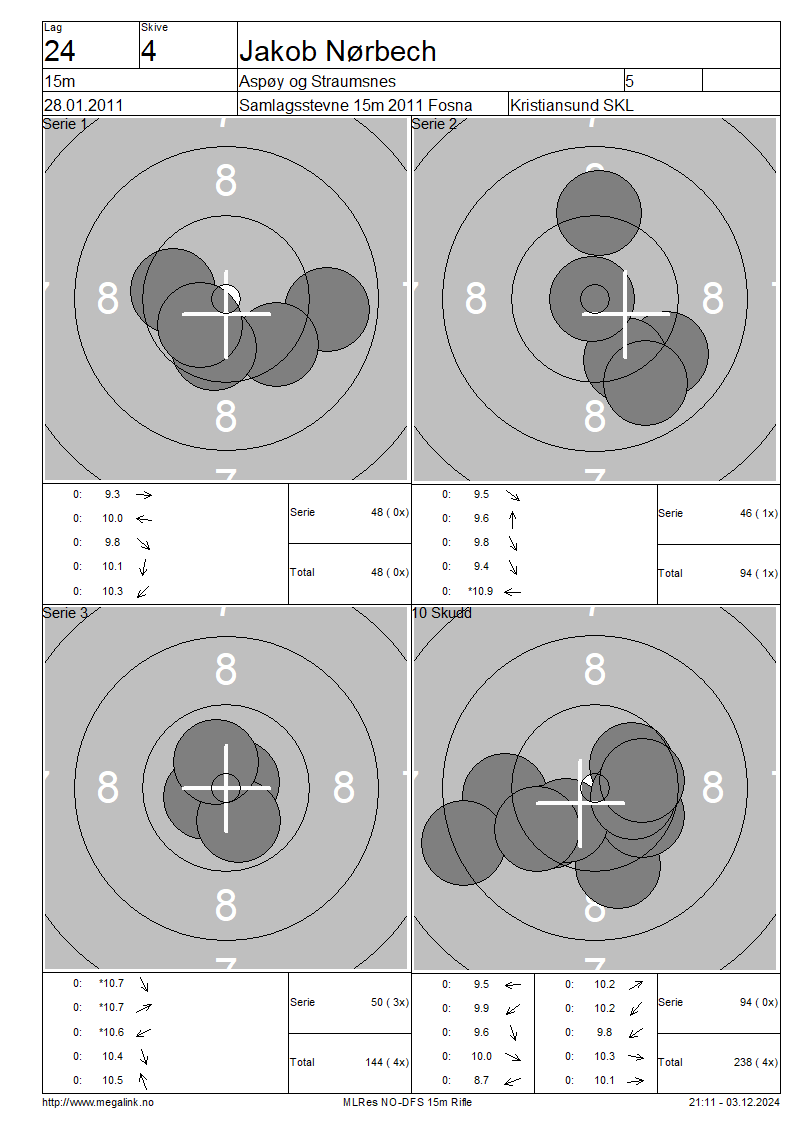 Lag
24
Skive
4
Jakob Nørbech
15m
Aspøy og Straumsnes
5
28.01.2011
Samlagsstevne 15m 2011 Fosna
Kristiansund SKL
Serie 1
7
8
7
8
8
7
Serie 2
7
8
8
8
7
8
7
0: 9.3
0: 10.0
0: 9.8
0: 10.1
0: 10.3
Serie 48 ( 0x)
Total 48 ( 0x)
0: 9.5
0: 9.6
0: 9.8
0: 9.4
0: *10.9
Serie 46 ( 1x)
Total 94 ( 1x)
Serie 3
7
8
7
8
8
8
7
10 Skudd
7
8
7
8
7
8
7
0: *10.7
0: *10.7
0: *10.6
0: 10.4
0: 10.5
Serie 50 ( 3x)
Total 144 ( 4x)
0: 9.5
0: 9.9
0: 9.6
0: 10.0
0: 8.7
0: 10.2
0: 10.2
0: 9.8
0: 10.3
0: 10.1
Serie 94 ( 0x)
Total 238 ( 4x)
http://www.megalink.no
MLRes NO-DFS 15m Rifle
21:11 - 03.12.2024